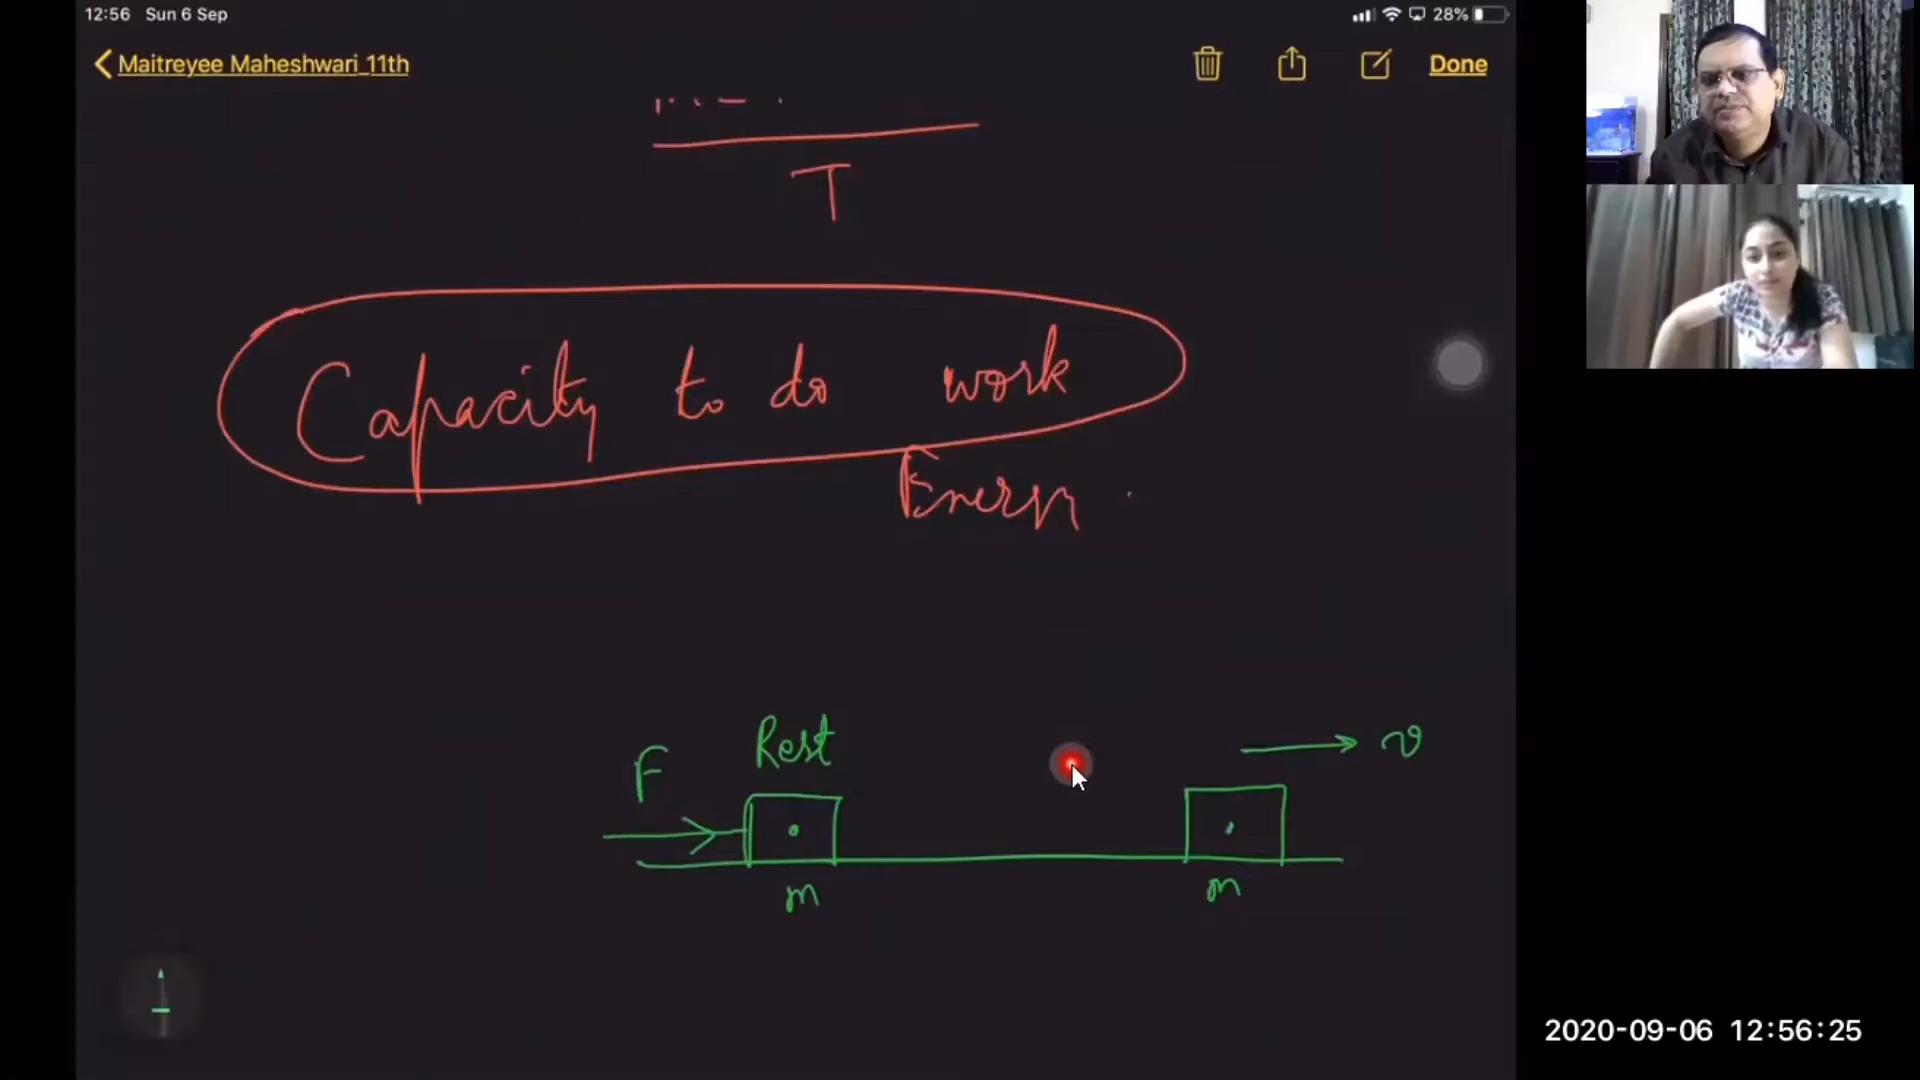 12:56 Sun 6 Sep 28%
Maitreyee Maheshwari_11th Done
T
Capacity to do work
Energy
Rest
F
v
m m
2020-09-06 12:56:25